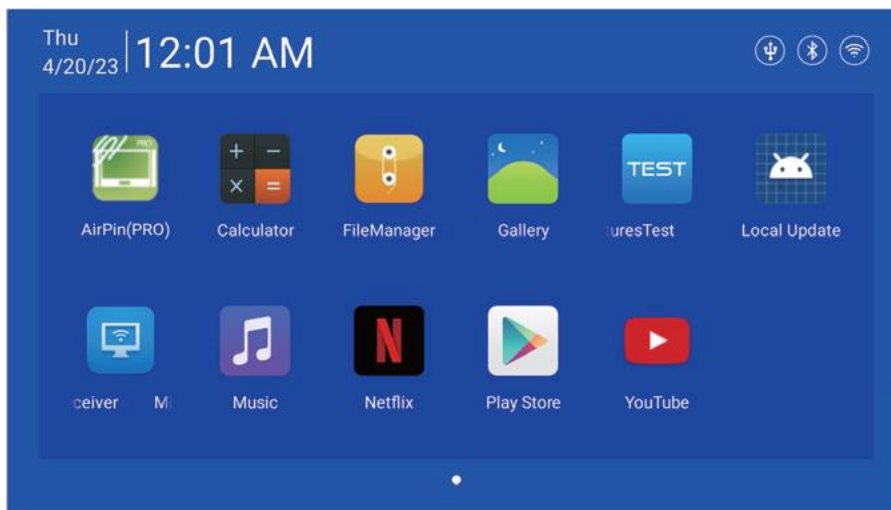 Thu
4/20/23
12:01 AM
PRO
TEST
AirPin(PRO)
Calculator
FileManager
Gallery
uresTest
Local Update
N
ceiver M
Music
Netflix
Play Store
YouTube